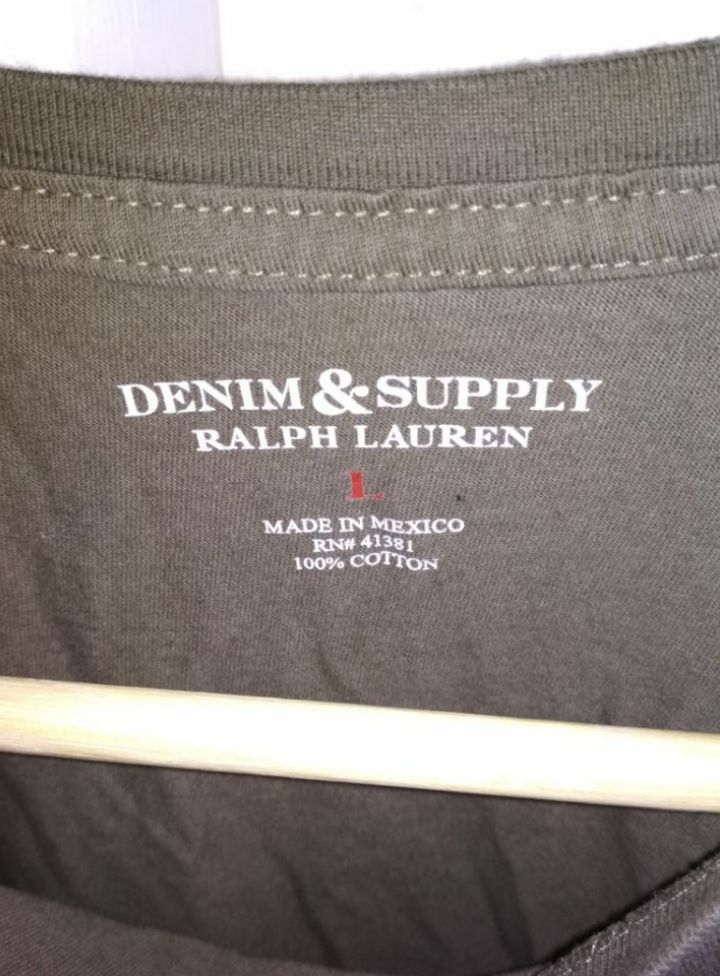 DENIM & SUPPLY
RALPH LAUREN
L
MADE IN MEXICO
RN# 41381
100% COTTON